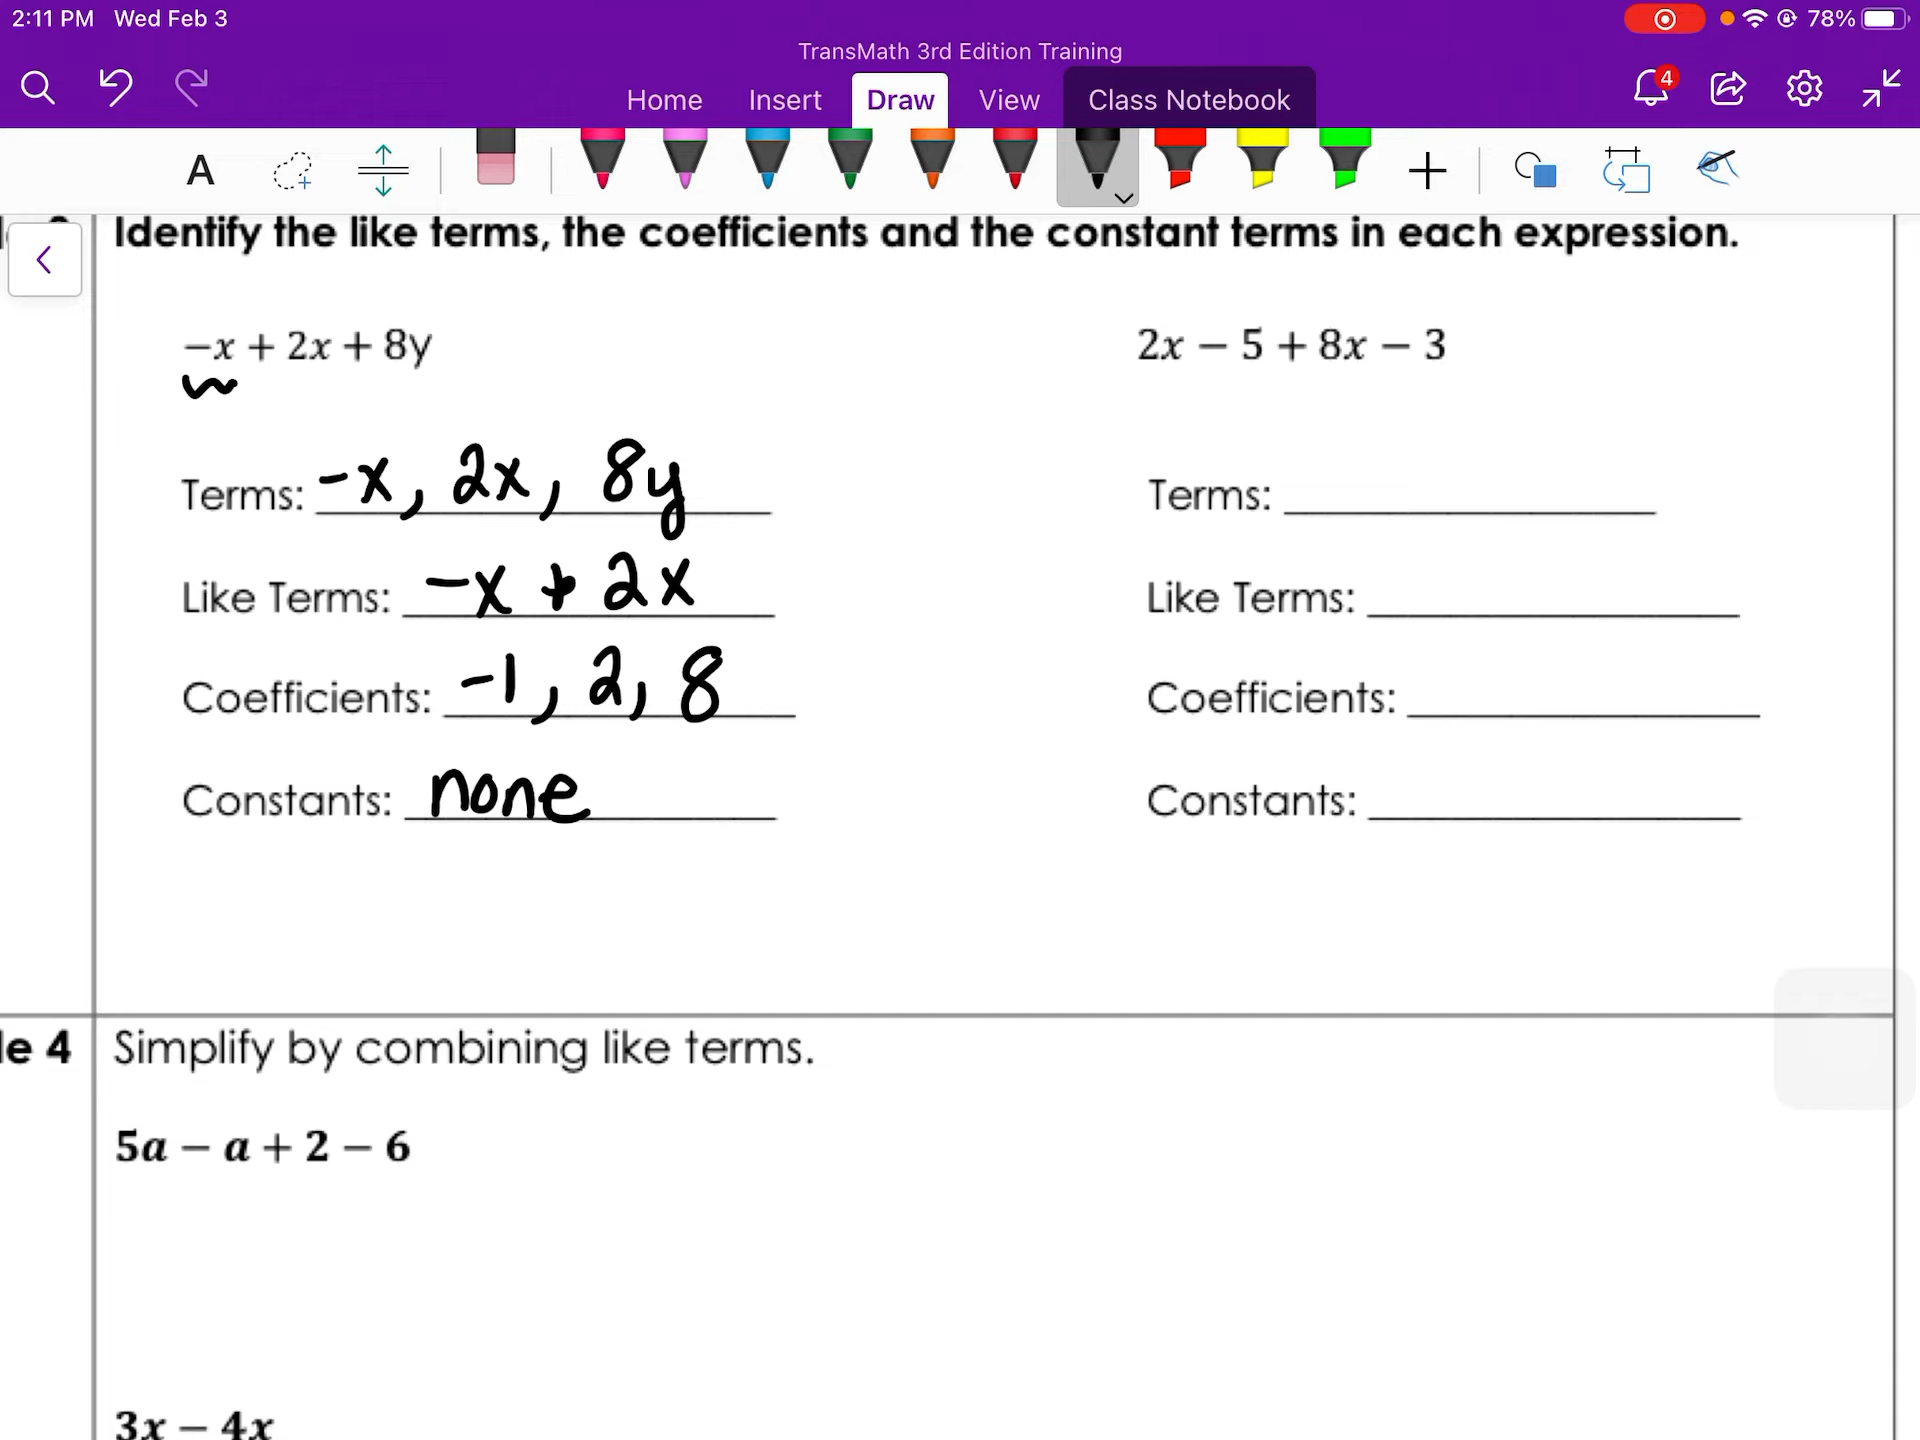 2:11 PM Wed Feb 3
78%
TransMath 3rd Edition Training
Home Insert Draw View Class Notebook
4
A
Identify the like terms, the coefficients and the constant terms in each expression.
−x + 2x + 8y
2x − 5 + 8x − 3
Terms: -x, 2x, 8y
Terms:
Like Terms: -x + 2x
Like Terms:
Coefficients: -1, 2, 8
Coefficients:
Constants: none
Constants:
le 4
Simplify by combining like terms.
5a − a + 2 − 6
3x − 4x